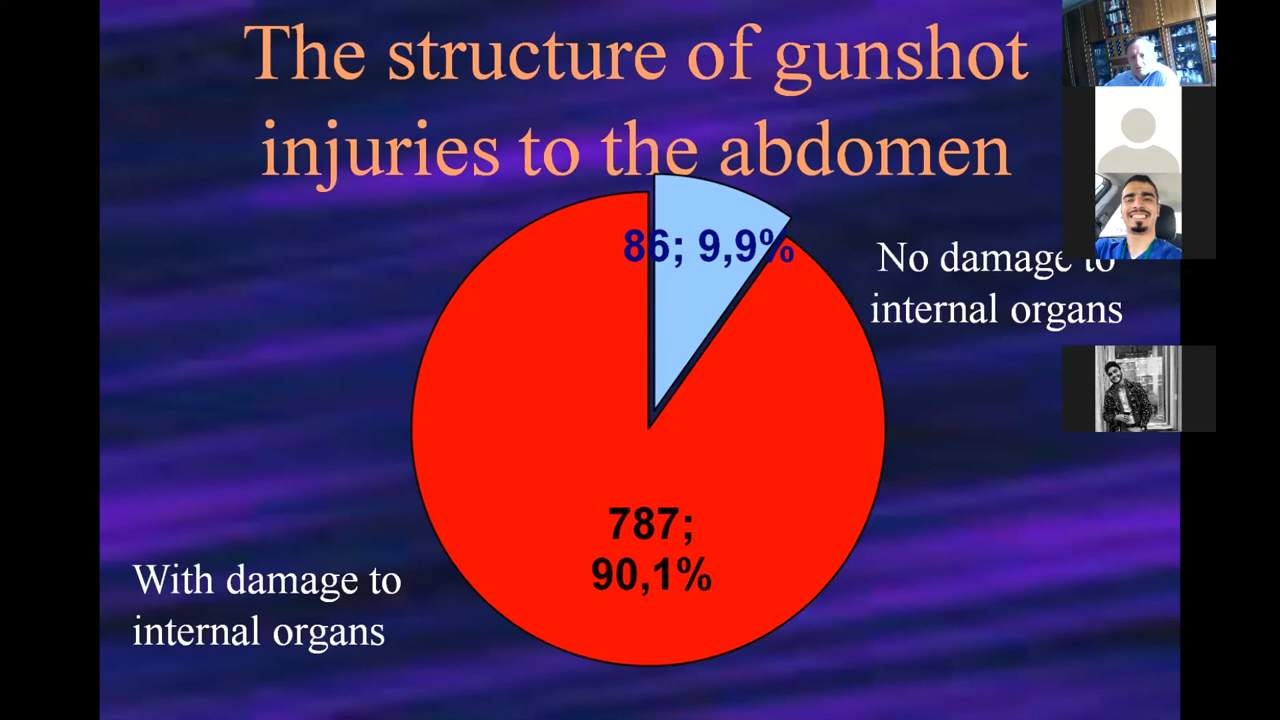 The structure of gunshot
injuries to the abdomen
86; 9,9%
No damage to
internal organs
787;
90,1%
With damage to
internal organs